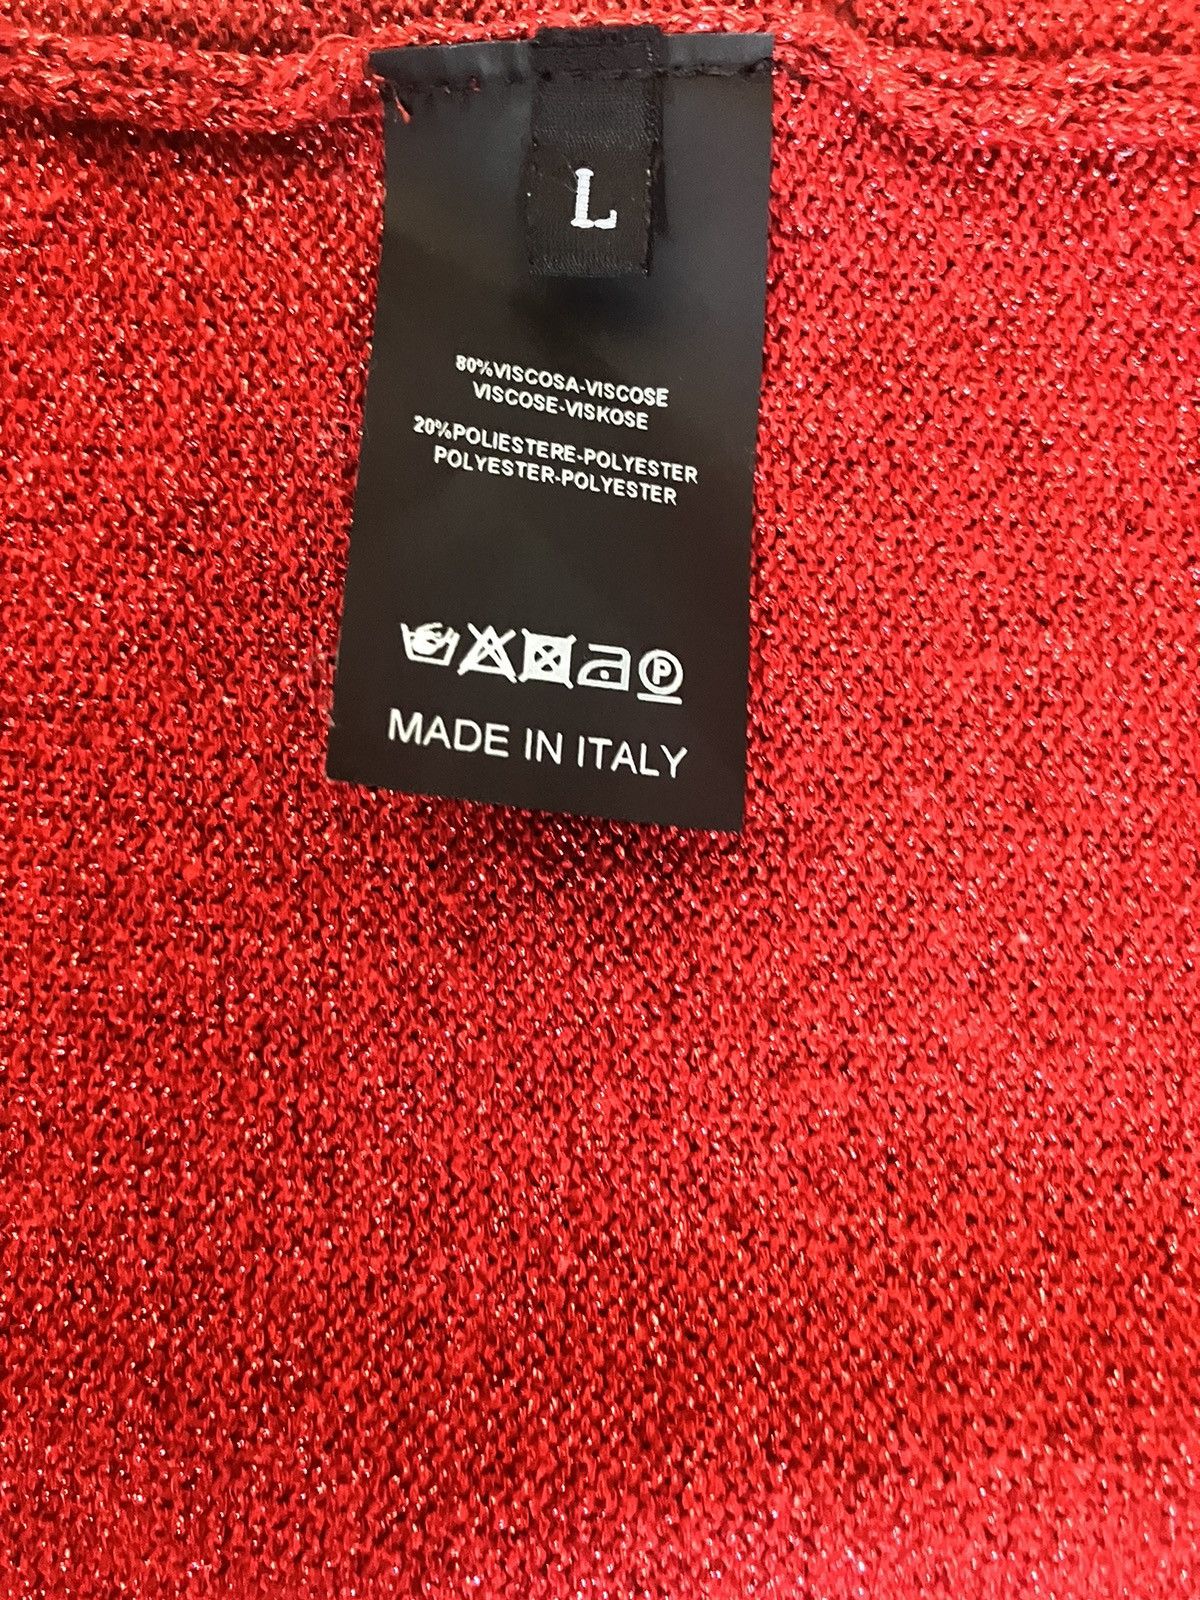 L
80%VISCOSA-VISCOSE
VISCOSE-VISKOSE
20%POLIESTERE-POLYESTER
POLYESTER-POLYESTER
P
MADE IN ITALY